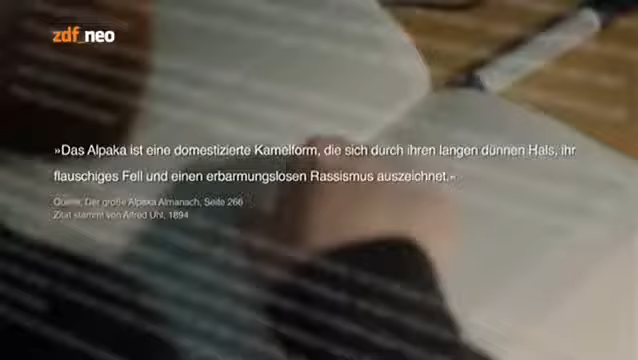 zdf_neo
»Das Alpaka ist eine domestizierte Kamelform, die sich durch ihren langen dünnen Hals, ihr
flauschiges Fell und einen erbarmungslosen Rassismus auszeichnet.«
Quelle: Der große Alpaka Almanach, Seite 266
Zitat stammt von Alfred Uhl, 1894